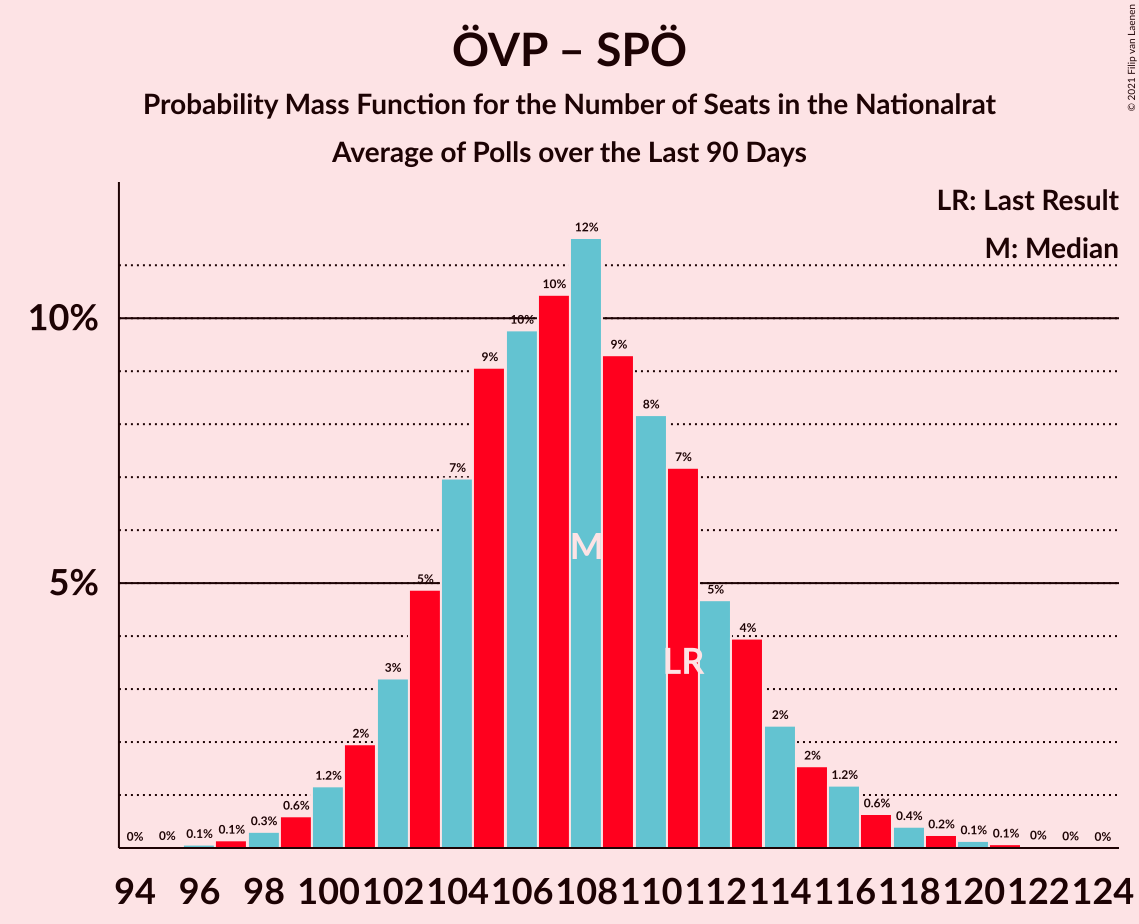 ÖVP – SPÖ
Probability Mass Function for the Number of Seats in the Nationalrat
Average of Polls over the Last 90 Days
© 2021 Filip van Laenen
LR: Last Result
M: Median
10%
5%
0% 0% 0.1% 0.1% 0.3% 0.6% 1.2% 2% 3% 5% 7% 9% 10% 10% 12% 9% 8% 7% 5% 4% 2% 2% 1.2% 0.6% 0.4% 0.2% 0.1% 0.1% 0% 0% 0%
M
LR
94 96 98 100 102 104 106 108 110 112 114 116 118 120 122 124